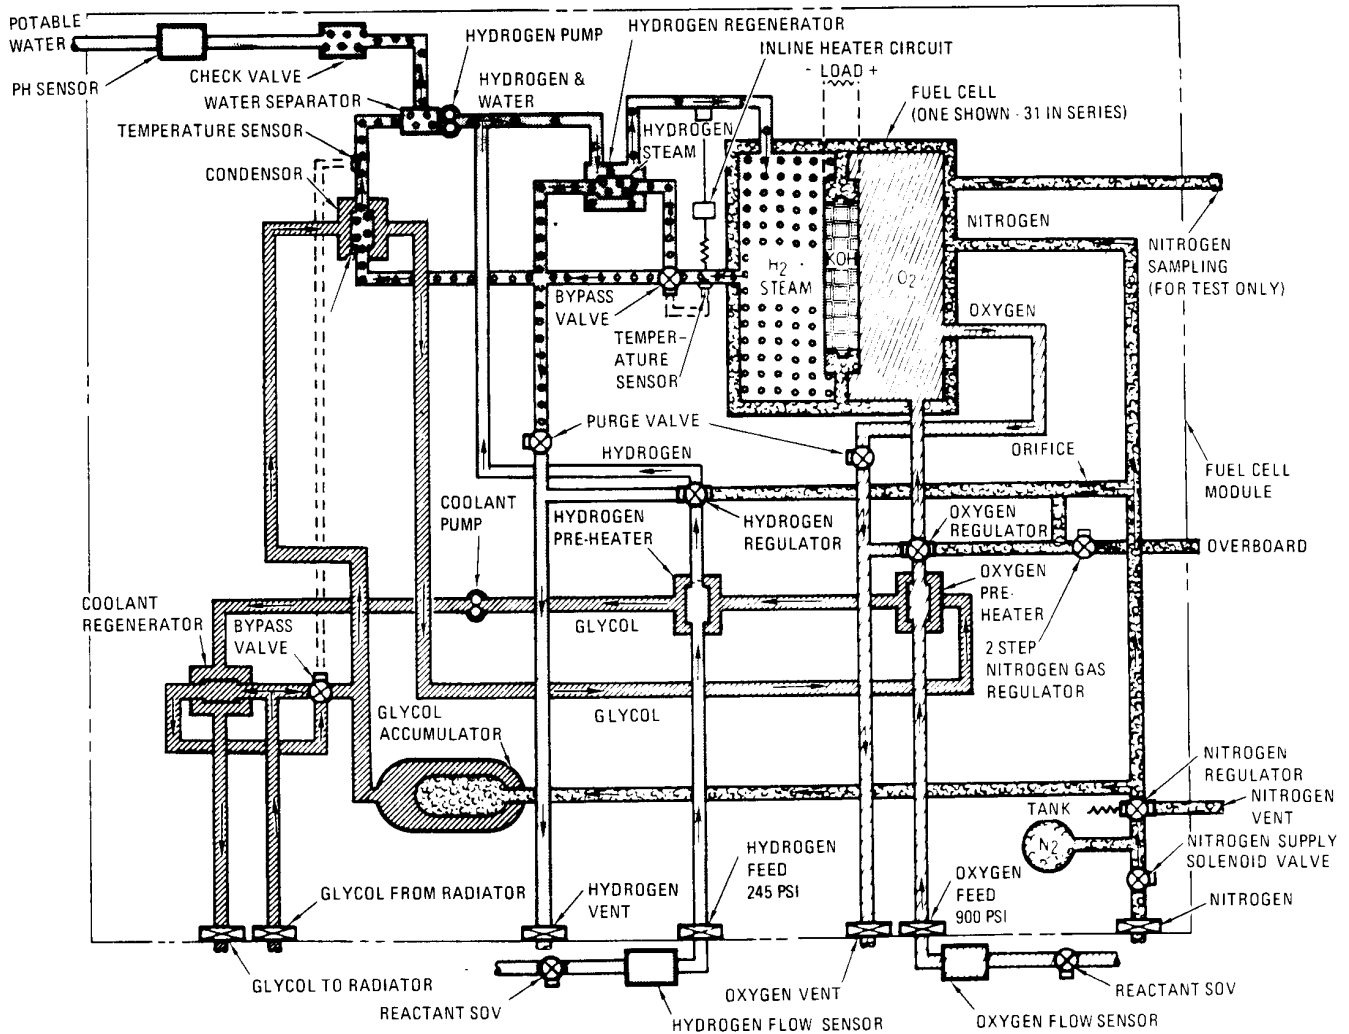 POTABLE
WATER
PH SENSOR
CHECK VALVE
WATER SEPARATOR
TEMPERATURE SENSOR
CONDENSOR
HYDROGEN PUMP
HYDROGEN &
WATER
HYDROGEN REGENERATOR
HYDROGEN
STEAM
INLINE HEATER CIRCUIT
- LOAD +
FUEL CELL
(ONE SHOWN - 31 IN SERIES)
H2
STEAM
KOH
O2
NITROGEN
NITROGEN
SAMPLING
(FOR TEST ONLY)
OXYGEN
BYPASS
VALVE
TEMPER-
ATURE
SENSOR
PURGE VALVE
HYDROGEN
ORIFICE
FUEL CELL
MODULE
COOLANT
PUMP
HYDROGEN
PRE-HEATER
HYDROGEN
REGULATOR
OXYGEN
REGULATOR
OVERBOARD
OXYGEN
PRE-
HEATER
COOLANT
REGENERATOR
BYPASS
VALVE
GLYCOL
2 STEP
NITROGEN GAS
REGULATOR
GLYCOL
GLYCOL
ACCUMULATOR
NITROGEN
REGULATOR
NITROGEN
VENT
TANK
N2
NITROGEN SUPPLY
SOLENOID VALVE
GLYCOL FROM RADIATOR
HYDROGEN
VENT
HYDROGEN
FEED
245 PSI
OXYGEN
FEED
900 PSI
NITROGEN
GLYCOL TO RADIATOR
REACTANT SOV
HYDROGEN FLOW SENSOR
OXYGEN VENT
OXYGEN FLOW SENSOR
REACTANT SOV